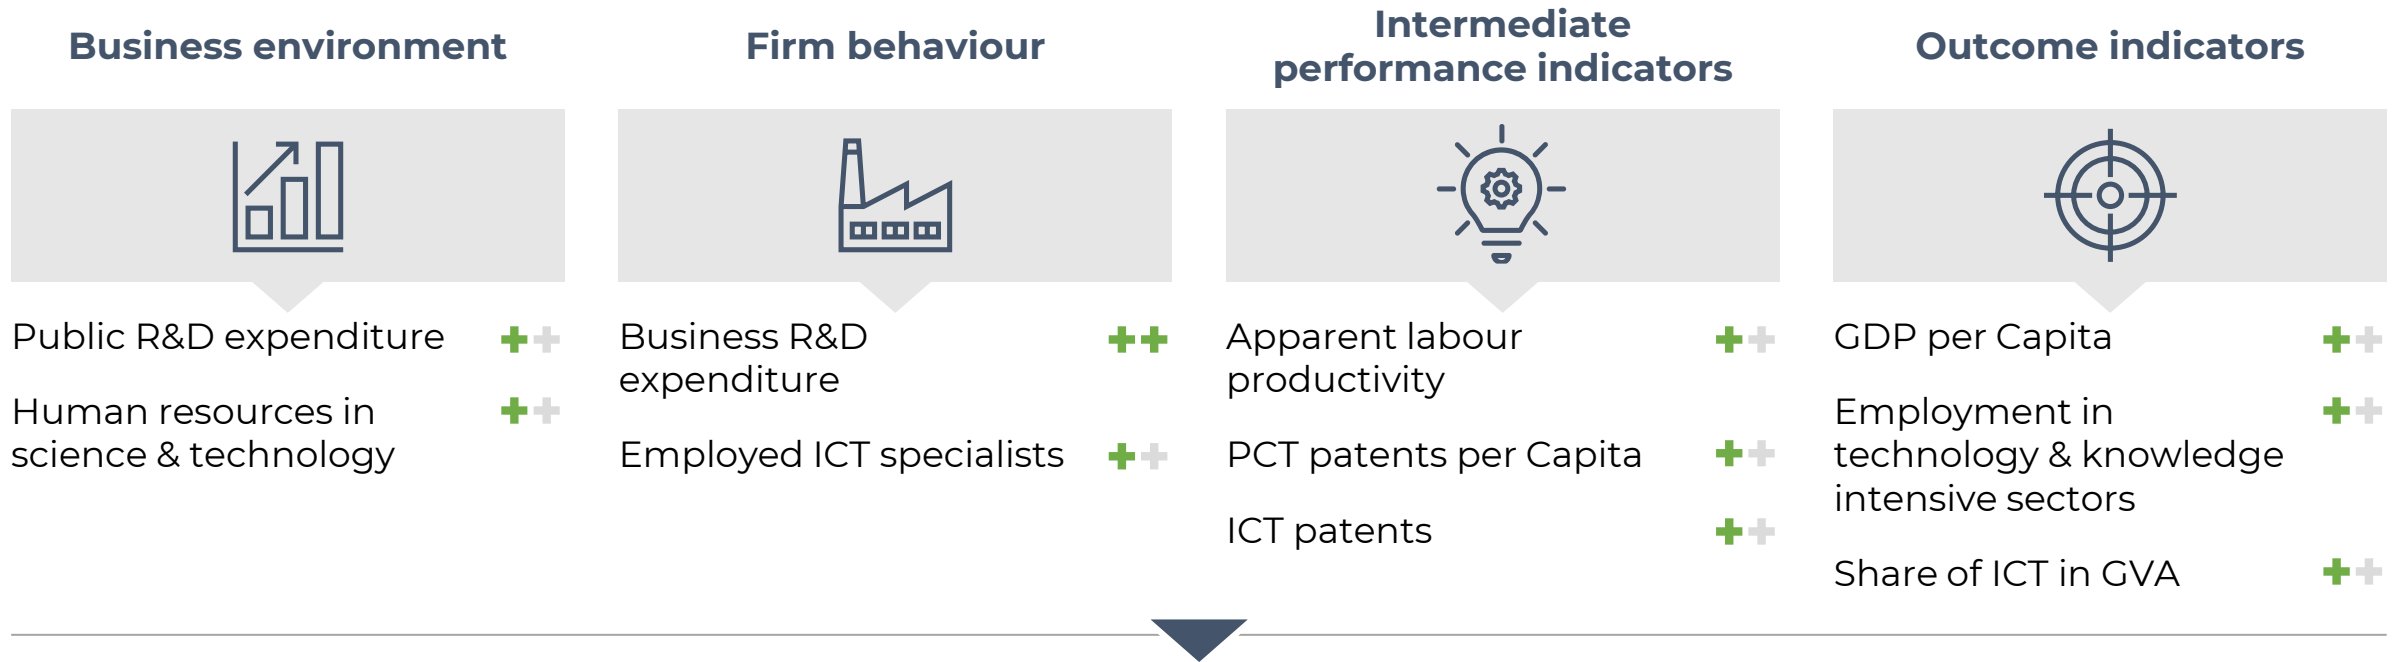 Business environment
Public R&D expenditure
Human resources in
science & technology
Firm behaviour
Business R&D
expenditure
Employed ICT specialists
Intermediate
performance indicators
Apparent labour
productivity
PCT patents per Capita
ICT patents
Outcome indicators
GDP per Capita
Employment in
technology & knowledge
intensive sectors
Share of ICT in GVA